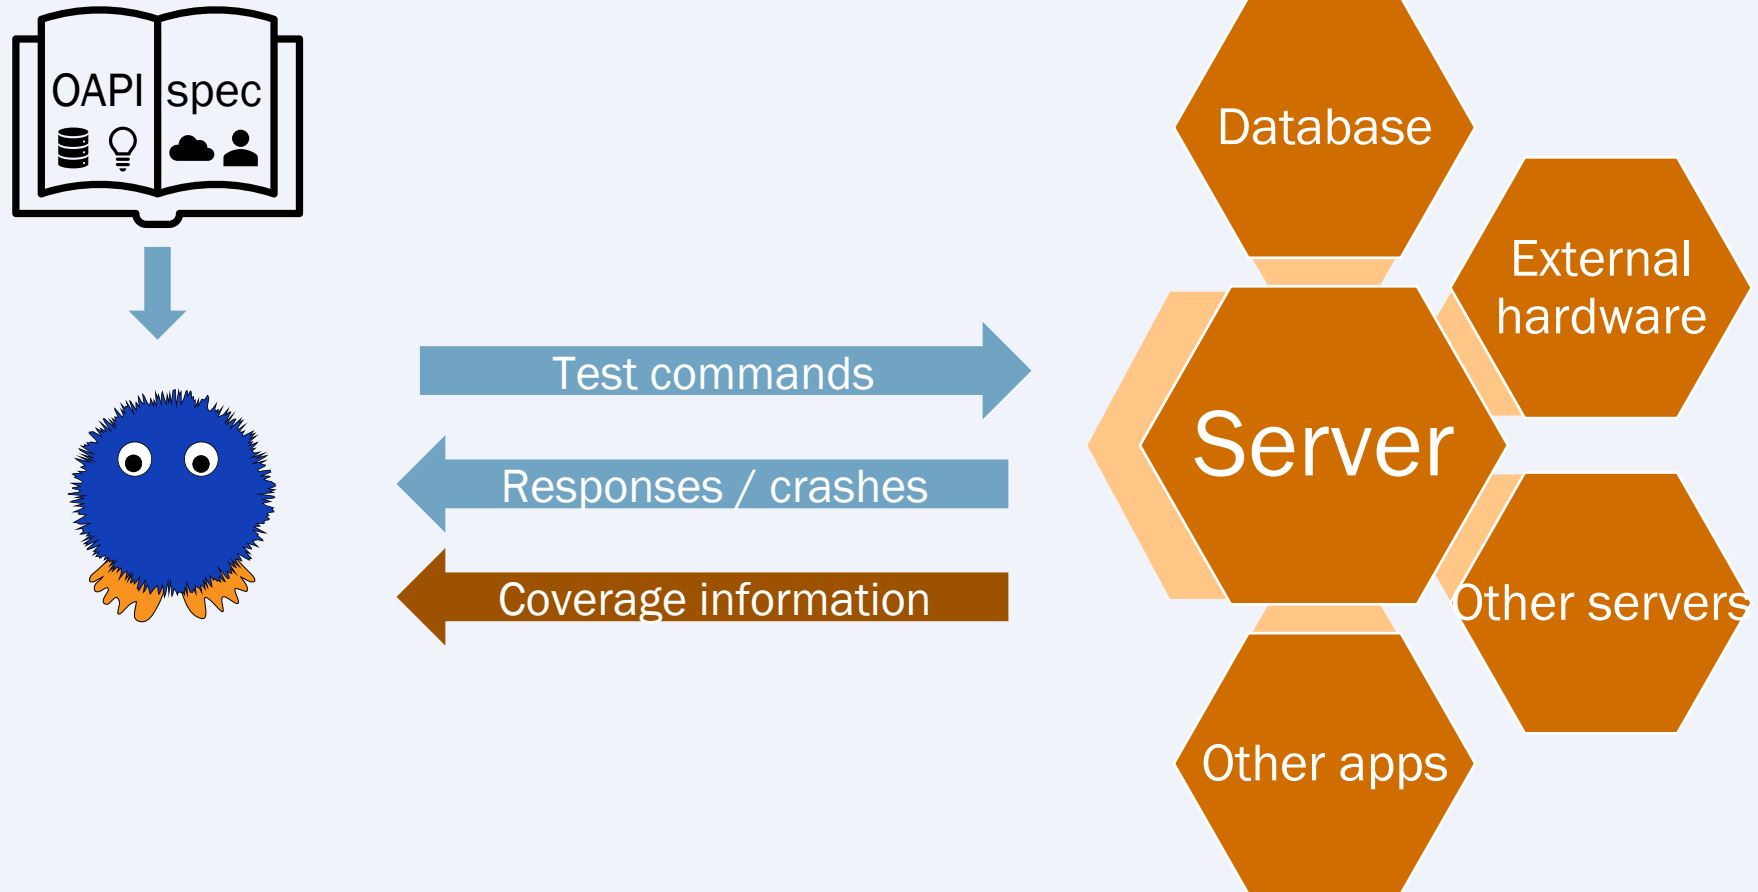 OAPI spec
Test commands
Responses / crashes
Coverage information
Database
External
hardware
Server
Other servers
Other apps